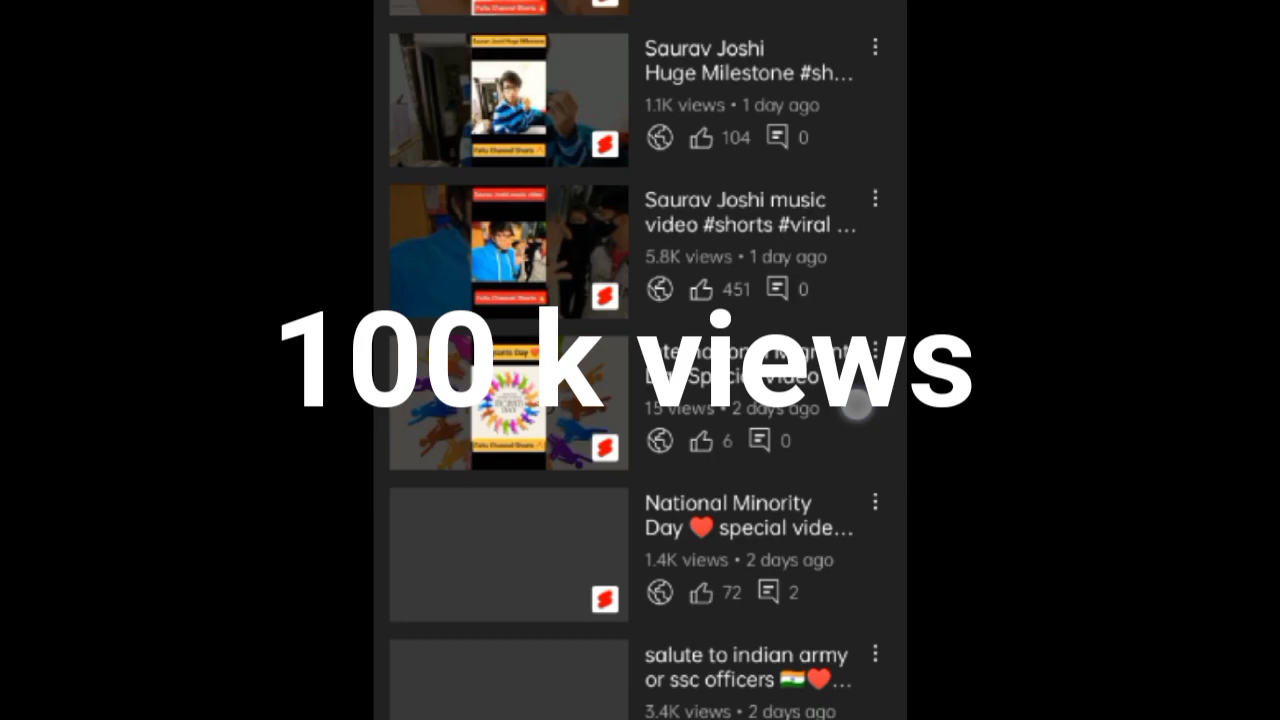 Saurav Joshi
Huge Milestone #sh...
1.1K views • 1 day ago
104
0
Saurav Joshi music
video #shorts #viral ...
5.8K views • 1 day ago
451
0
100 k views
15 views • 2 days ago
6
0
National Minority
Day ❤️ special vide...
1.4K views • 2 days ago
72
2
salute to indian army
or ssc officers 🇮🇳❤️...
3.4K views • 2 days ago